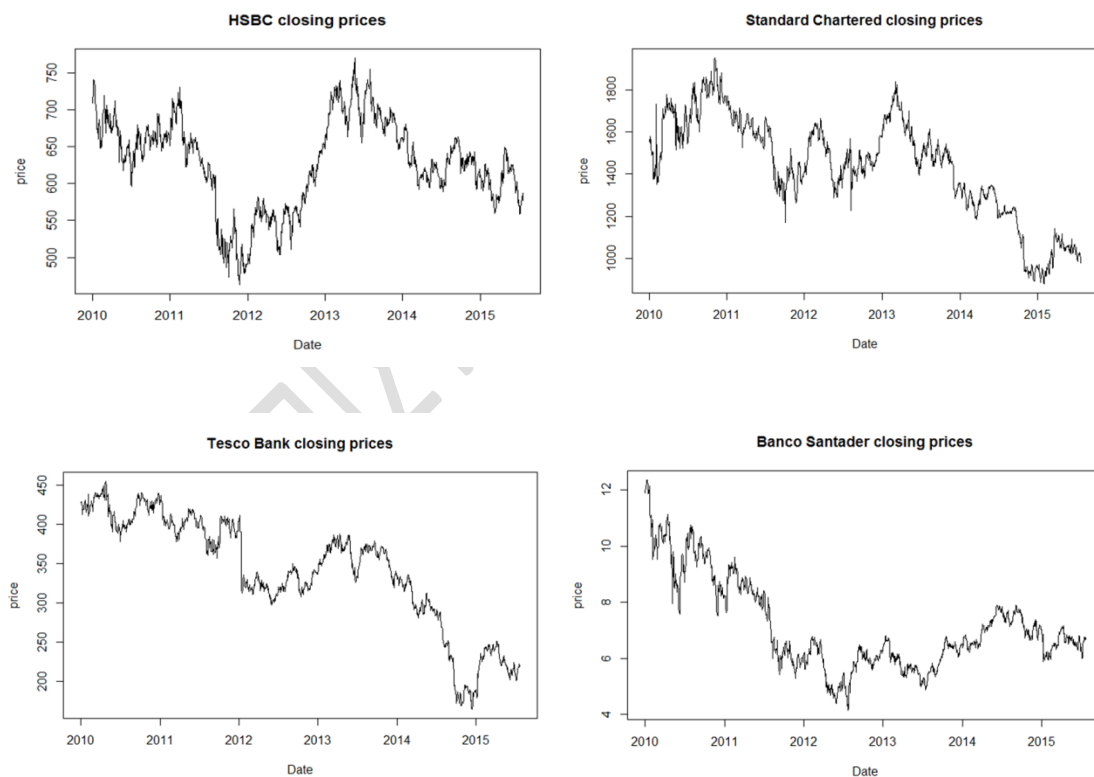 HSBC closing prices
price
750
700
650
600
550
500
2010 2011 2012 2013 2014 2015
Date
Standard Chartered closing prices
price
1800
1600
1400
1200
1000
2010 2011 2012 2013 2014 2015
Date
Tesco Bank closing prices
price
450
400
350
300
250
200
2010 2011 2012 2013 2014 2015
Date
Banco Santader closing prices
price
12
10
8
6
4
2010 2011 2012 2013 2014 2015
Date